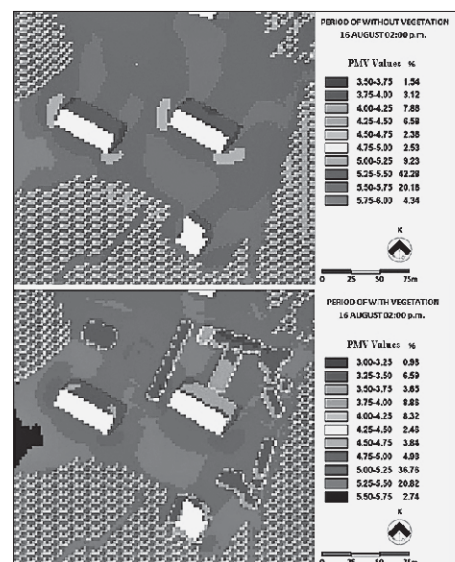 PERIOD OF WITHOUT VEGETATION
16 AUGUST 02:00 p.m.
PMV Values %
3.50-3.75 1.54
3.75-4.00 3.12
4.00-4.25 7.88
4.25-4.50 6.58
4.50-4.75 2.38
4.75-5.00 2.53
5.00-5.25 9.23
5.25-5.50 42.28
5.50-5.75 20.18
5.75-6.00 4.34
K
0 25 50 75m
PERIOD OF WITH VEGETATION
16 AUGUST 02:00 p.m.
PMV Values %
3.00-3.25 0.95
3.25-3.50 6.59
3.50-3.75 3.65
3.75-4.00 8.86
4.00-4.25 8.32
4.25-4.50 2.48
4.50-4.75 3.84
4.75-5.00 4.93
5.00-5.25 36.76
5.25-5.50 20.82
5.50-5.75 2.74
K
0 25 50 75m